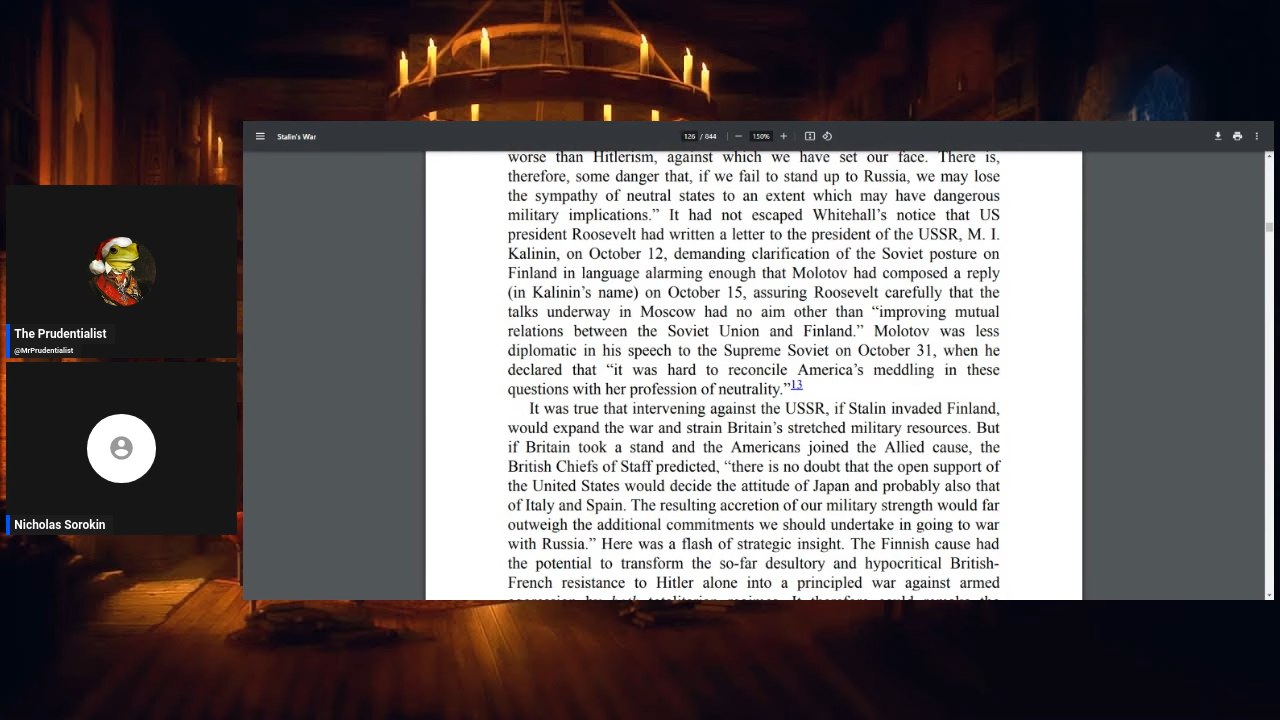 Stalin's War
126 / 844
150%
worse than Hitlerism, against which we have set our face. There is,
therefore, some danger that, if we fail to stand up to Russia, we may lose
the sympathy of neutral states to an extent which may have dangerous
military implications.” It had not escaped Whitehall’s notice that US
president Roosevelt had written a letter to the president of the USSR, M. I.
Kalinin, on October 12, demanding clarification of the Soviet posture on
Finland in language alarming enough that Molotov had composed a reply
(in Kalinin’s name) on October 15, assuring Roosevelt carefully that the
talks underway in Moscow had no aim other than “improving mutual
relations between the Soviet Union and Finland.” Molotov was less
diplomatic in his speech to the Supreme Soviet on October 31, when he
declared that “it was hard to reconcile America’s meddling in these
questions with her profession of neutrality.”13
It was true that intervening against the USSR, if Stalin invaded Finland,
would expand the war and strain Britain’s stretched military resources. But
if Britain took a stand and the Americans joined the Allied cause, the
British Chiefs of Staff predicted, “there is no doubt that the open support of
the United States would decide the attitude of Japan and probably also that
of Italy and Spain. The resulting accretion of our military strength would far
outweigh the additional commitments we should undertake in going to war
with Russia.” Here was a flash of strategic insight. The Finnish cause had
the potential to transform the so-far desultory and hypocritical British-
French resistance to Hitler alone into a principled war against armed
The Prudentialist
@MrPrudentialist
Nicholas Sorokin